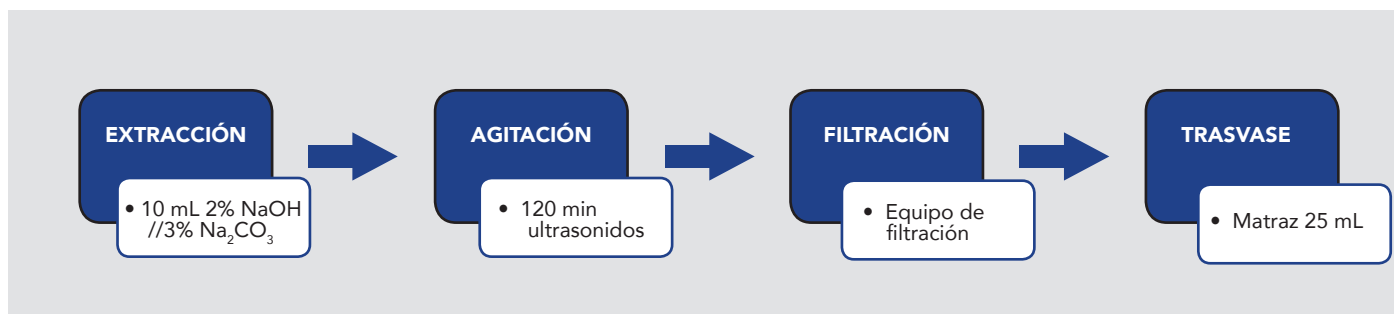 EXTRACCIÓN
• 10 mL 2% NaOH
//3% Na₂CO₃
AGITACIÓN
• 120 min
ultrasonidos
FILTRACIÓN
• Equipo de
filtración
TRASVASE
• Matraz 25 mL